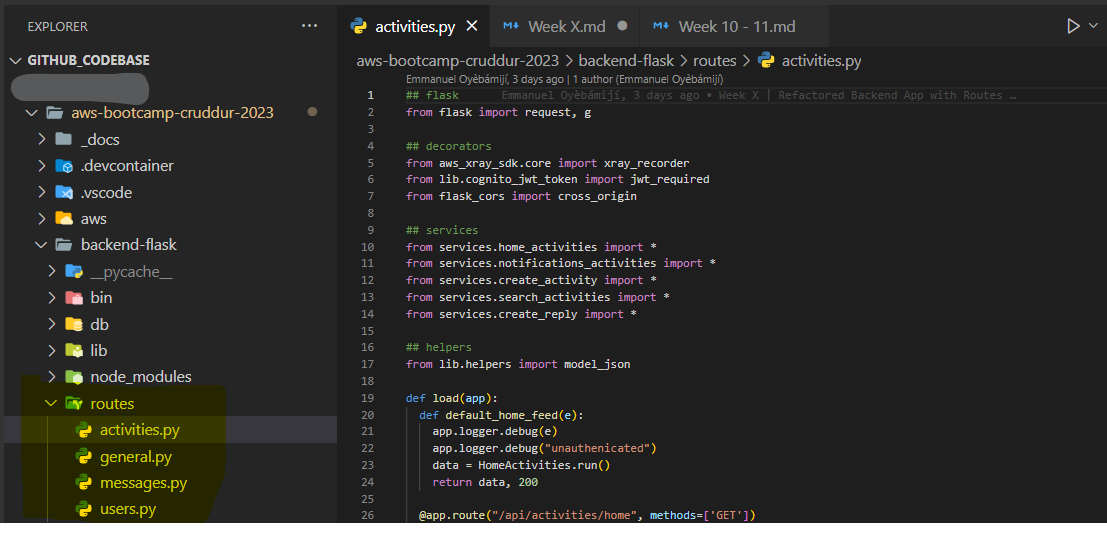 EXPLORER
···
activities.py
Week X.md
Week 10 - 11.md
GITHUB_CODEBASE
aws-bootcamp-cruddur-2023
_docs
.devcontainer
.vscode
aws
backend-flask
__pycache__
bin
db
lib
node_modules
routes
activities.py
general.py
messages.py
users.py
aws-bootcamp-cruddur-2023 > backend-flask > routes > activities.py
Emmanuel Oyèbámijí, 3 days ago | 1 author (Emmanuel Oyèbámijí)
1 ## flask Emmanuel Oyèbámijí, 3 days ago • Week X | Refactored Backend App with Routes …
2 from flask import request, g
3
4 ## decorators
5 from aws_xray_sdk.core import xray_recorder
6 from lib.cognito_jwt_token import jwt_required
7 from flask_cors import cross_origin
8
9 ## services
10 from services.home_activities import *
11 from services.notifications_activities import *
12 from services.create_activity import *
13 from services.search_activities import *
14 from services.create_reply import *
15
16 ## helpers
17 from lib.helpers import model_json
18
19 def load(app):
20 def default_home_feed(e):
21 app.logger.debug(e)
22 app.logger.debug("unauthenicated")
23 data = HomeActivities.run()
24 return data, 200
25
26 @app.route("/api/activities/home", methods=['GET'])